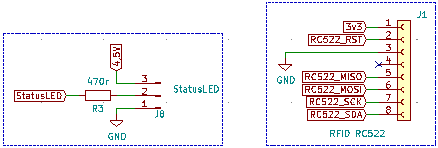 4.5V
470r
StatusLED
R3
3
2
1
StatusLED
J8
GND
J1
3v3
1
RC522_RST
2
3
GND
4
RC522_MISO
5
RC522_MOSI
6
RC522_SCK
7
RC522_SDA
8
RFID RC522